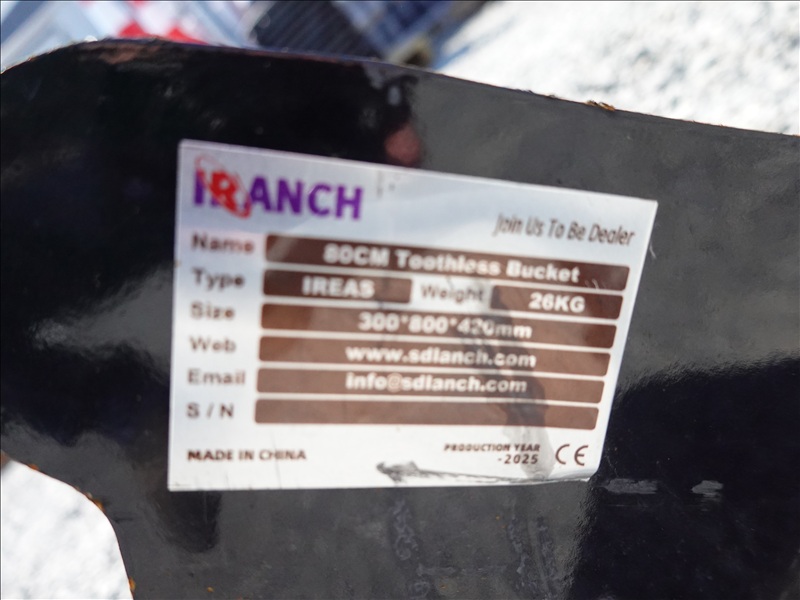 IRANCH
Join Us To Be Dealer
Name 80CM Toothless Bucket
Type IREAS Weight 26KG
Size 300*800*420mm
Web www.sdlanch.com
Email info@sdlanch.com
S / N
MADE IN CHINA
PRODUCTION YEAR
-2025 CE